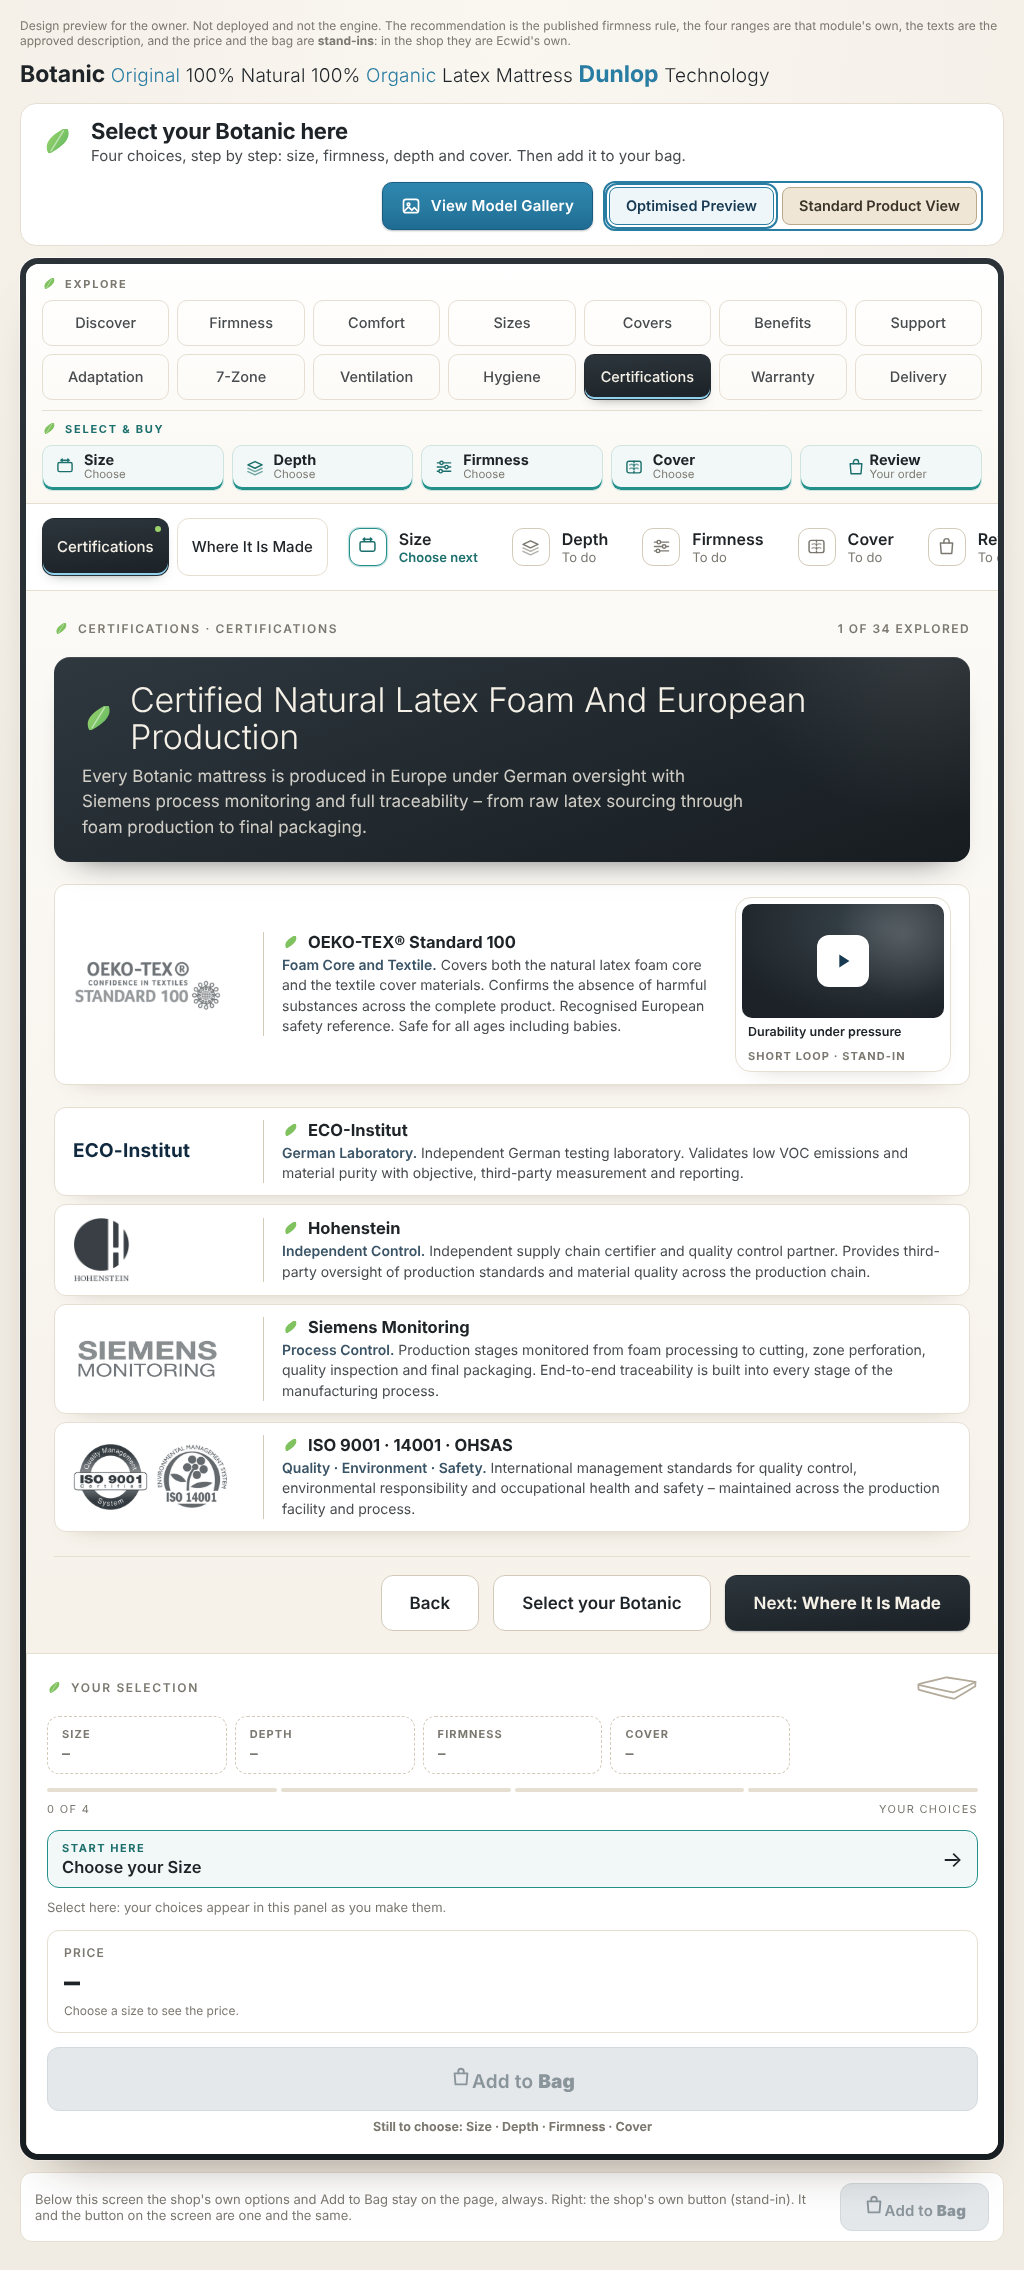 Design preview for the owner. Not deployed and not the engine. The recommendation is the published firmness rule, the four ranges are that module's own, the texts are the
approved description, and the price and the bag are stand-ins: in the shop they are Ecwid's own.
Botanic Original 100% Natural 100% Organic Latex Mattress Dunlop Technology
Select your Botanic here
Four choices, step by step: size, firmness, depth and cover. Then add it to your bag.
View Model Gallery
Optimised Preview
Standard Product View
EXPLORE
Discover
Firmness
Comfort
Sizes
Covers
Benefits
Support
Adaptation
7-Zone
Ventilation
Hygiene
Certifications
Warranty
Delivery
SELECT & BUY
Size
Choose
Depth
Choose
Firmness
Choose
Cover
Choose
Review
Your order
Certifications
Where It Is Made
Size
Choose next
Depth
To do
Firmness
To do
Cover
To do
Re
To
CERTIFICATIONS · CERTIFICATIONS
1 OF 34 EXPLORED
Certified Natural Latex Foam And European
Production
Every Botanic mattress is produced in Europe under German oversight with
Siemens process monitoring and full traceability – from raw latex sourcing through
foam production to final packaging.
OEKO-TEX®
CONFIDENCE IN TEXTILES
STANDARD 100
OEKO-TEX® Standard 100
Foam Core and Textile. Covers both the natural latex foam core
and the textile cover materials. Confirms the absence of harmful
substances across the complete product. Recognised European
safety reference. Safe for all ages including babies.
Durability under pressure
SHORT LOOP · STAND-IN
ECO-Institut
ECO-Institut
German Laboratory. Independent German testing laboratory. Validates low VOC emissions and
material purity with objective, third-party measurement and reporting.
HOHENSTEIN
Hohenstein
Independent Control. Independent supply chain certifier and quality control partner. Provides third-
party oversight of production standards and material quality across the production chain.
SIEMENS
MONITORING
Siemens Monitoring
Process Control. Production stages monitored from foam processing to cutting, zone perforation,
quality inspection and final packaging. End-to-end traceability is built into every stage of the
manufacturing process.
Quality Management
ISO 9001
Certified
System
ENVIRONMENTAL MANAGEMENT SYSTEM
ISO 14001
ISO 9001 · 14001 · OHSAS
Quality · Environment · Safety. International management standards for quality control,
environmental responsibility and occupational health and safety – maintained across the production
facility and process.
Back
Select your Botanic
Next: Where It Is Made
YOUR SELECTION
SIZE
–
DEPTH
–
FIRMNESS
–
COVER
–
0 OF 4
YOUR CHOICES
START HERE
Choose your Size
Select here: your choices appear in this panel as you make them.
PRICE
–
Choose a size to see the price.
Add to Bag
Still to choose: Size · Depth · Firmness · Cover
Below this screen the shop's own options and Add to Bag stay on the page, always. Right: the shop's own button (stand-in). It
and the button on the screen are one and the same.
Add to Bag